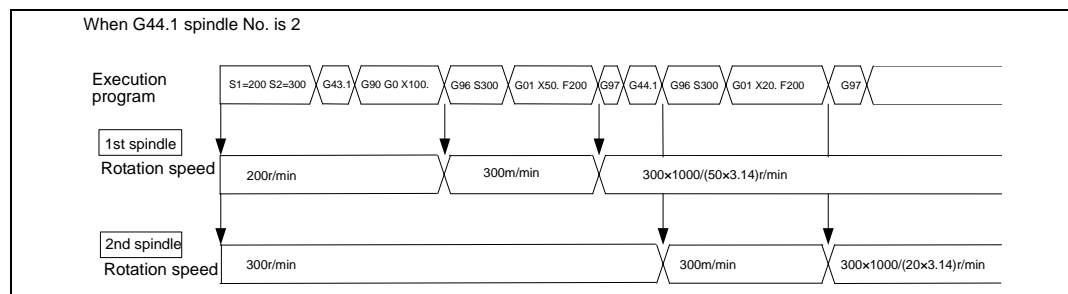 When G44.1 spindle No. is 2
Execution
program
S1=200 S2=300 G43.1 G90 G0 X100. G96 S300 G01 X50. F200 G97 G44.1 G96 S300 G01 X20. F200 G97
1st spindle
Rotation speed
200r/min 300m/min 300×1000/(50×3.14)r/min
2nd spindle
Rotation speed
300r/min 300m/min 300×1000/(20×3.14)r/min